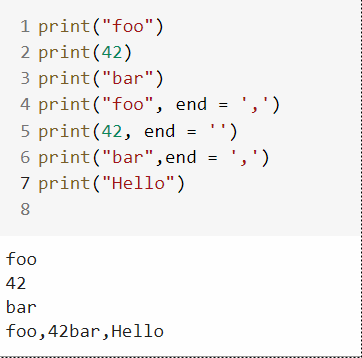 1 print("foo")
2 print(42)
3 print("bar")
4 print("foo", end = ',')
5 print(42, end = '')
6 print("bar",end = ',')
7 print("Hello")
8
foo
42
bar
foo,42bar,Hello